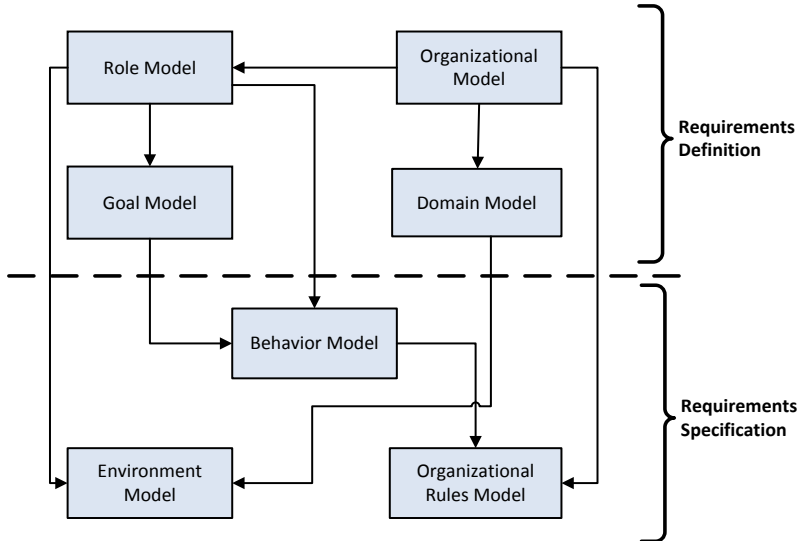 Role Model
Organizational
Model
Requirements
Definition
Goal Model
Domain Model
Behavior Model
Requirements
Specification
Environment
Model
Organizational
Rules Model